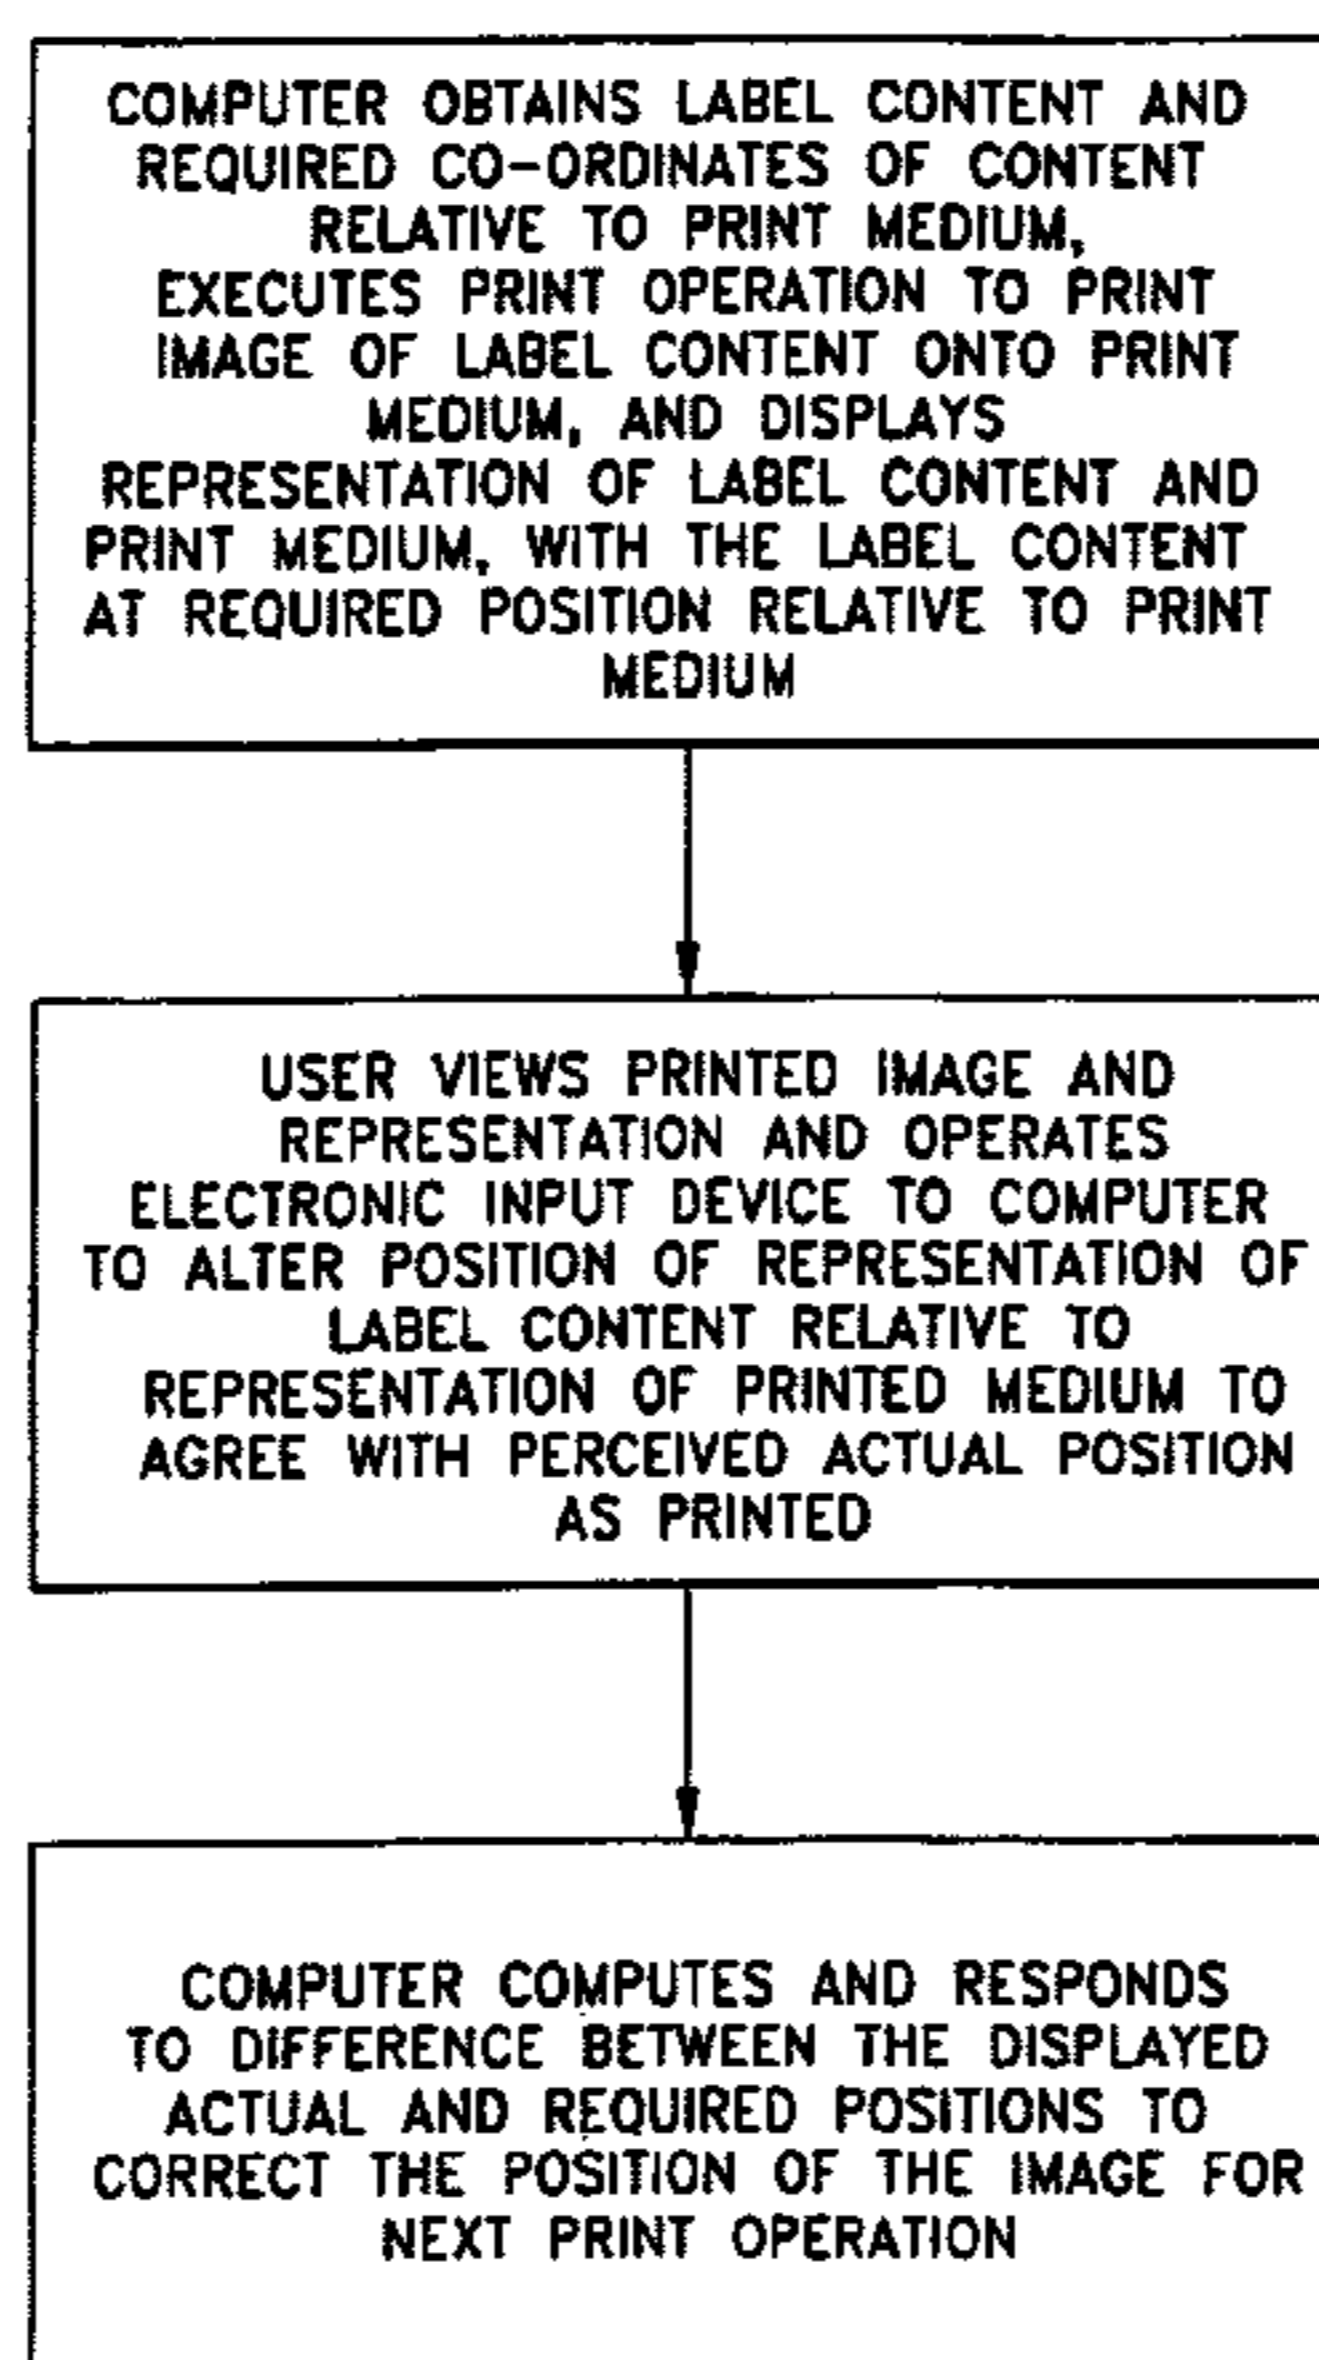 COMPUTER OBTAINS LABEL CONTENT AND
REQUIRED CO-ORDINATES OF CONTENT
RELATIVE TO PRINT MEDIUM,
EXECUTES PRINT OPERATION TO PRINT
IMAGE OF LABEL CONTENT ONTO PRINT
MEDIUM, AND DISPLAYS
REPRESENTATION OF LABEL CONTENT AND
PRINT MEDIUM, WITH THE LABEL CONTENT
AT REQUIRED POSITION RELATIVE TO PRINT
MEDIUM
USER VIEWS PRINTED IMAGE AND
REPRESENTATION AND OPERATES
ELECTRONIC INPUT DEVICE TO COMPUTER
TO ALTER POSITION OF REPRESENTATION OF
LABEL CONTENT RELATIVE TO
REPRESENTATION OF PRINTED MEDIUM TO
AGREE WITH PERCEIVED ACTUAL POSITION
AS PRINTED
COMPUTER COMPUTES AND RESPONDS
TO DIFFERENCE BETWEEN THE DISPLAYED
ACTUAL AND REQUIRED POSITIONS TO
CORRECT THE POSITION OF THE IMAGE FOR
NEXT PRINT OPERATION